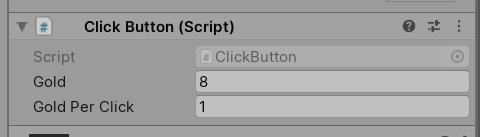 # Click Button (Script)
Script # ClickButton
Gold 8
Gold Per Click 1